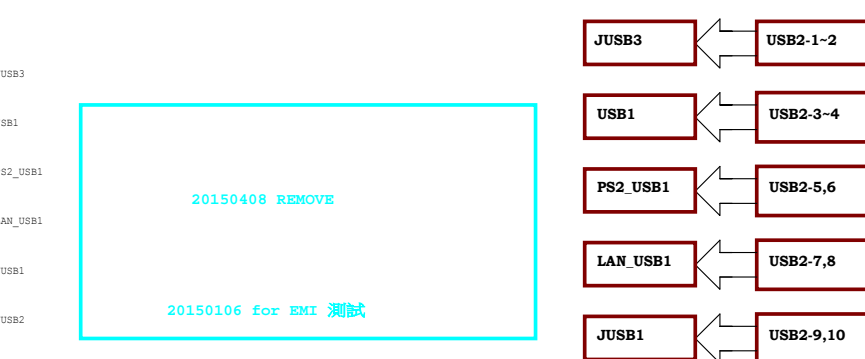 JUSB3
USB2-1~2
USB3
USB1
USB2-3~4
SB1
S2_USB1
PS2_USB1
USB2-5,6
20150408 REMOVE
AN_USB1
LAN_USB1
USB2-7,8
USB1
20150106 for EMI 測試
USB2
JUSB1
USB2-9,10